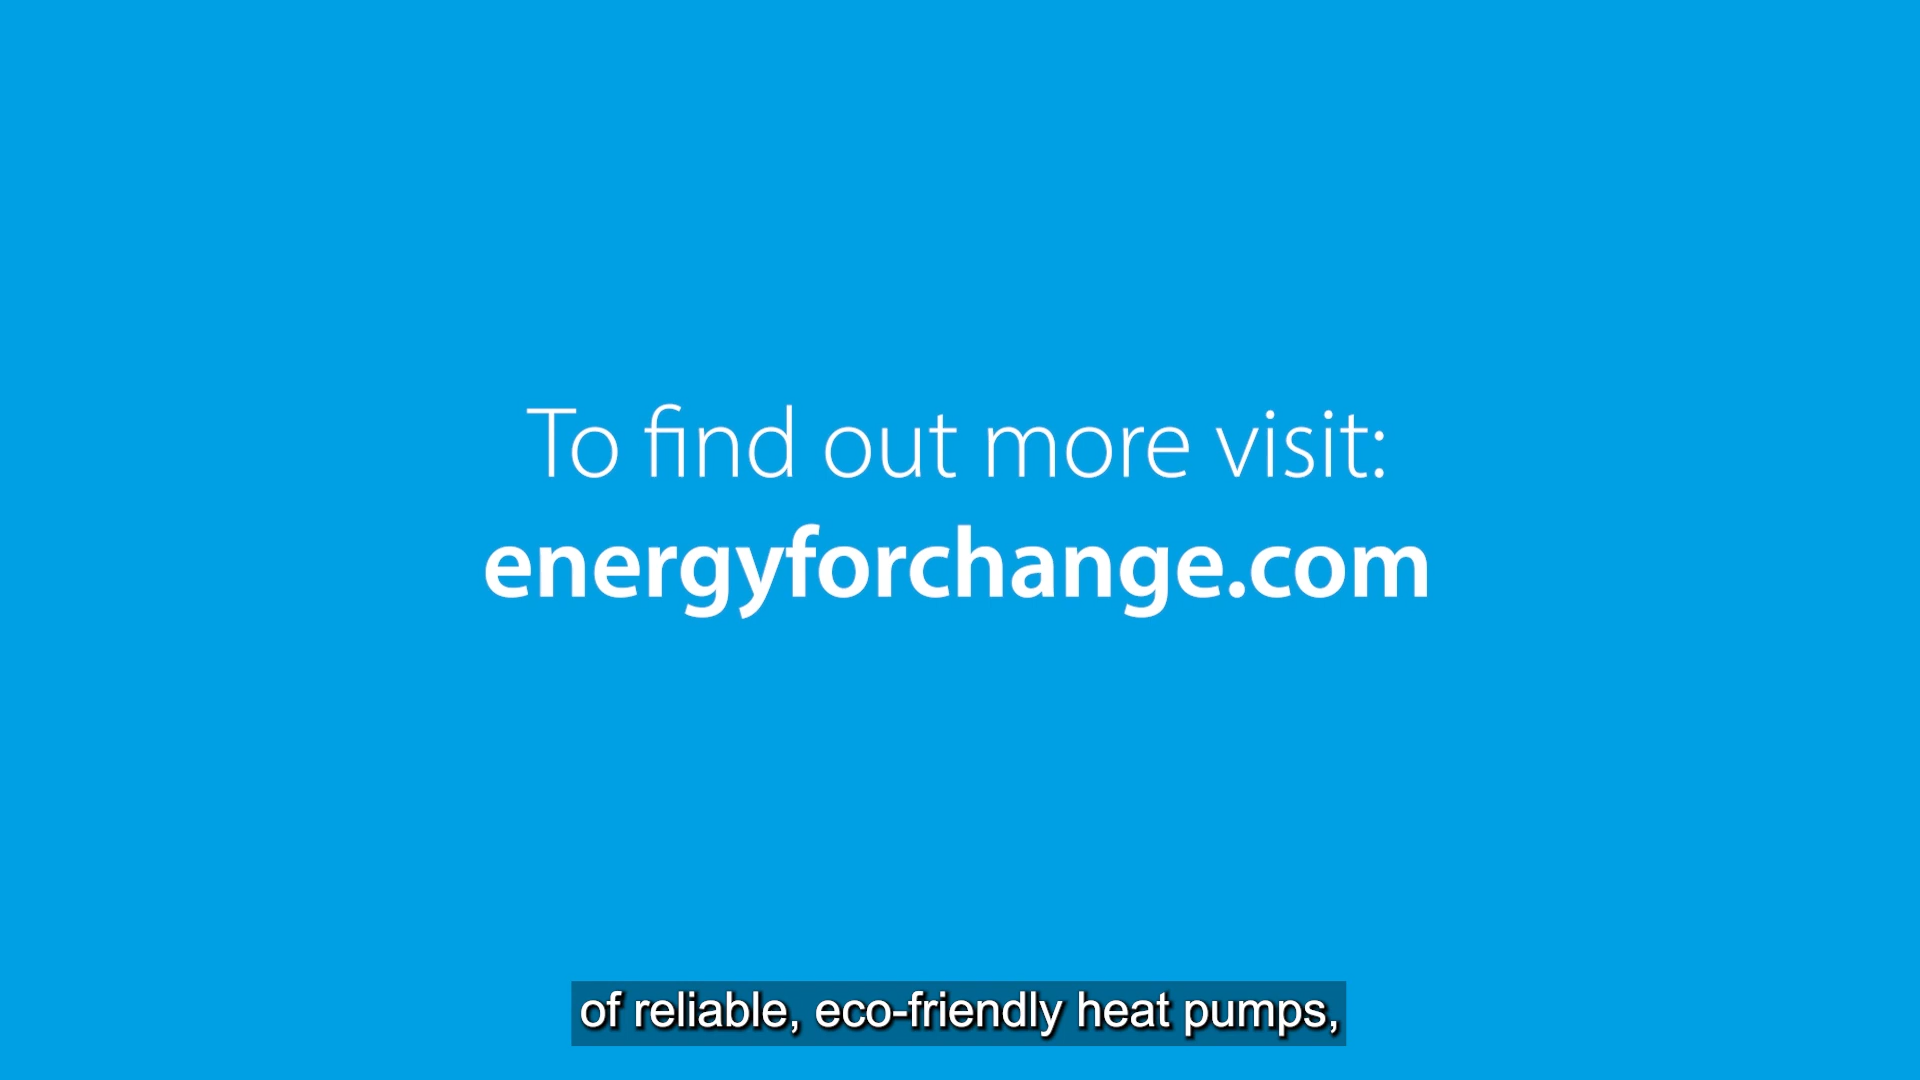 To find out more visit:
energyforchange.com
of reliable, eco-friendly heat pumps,